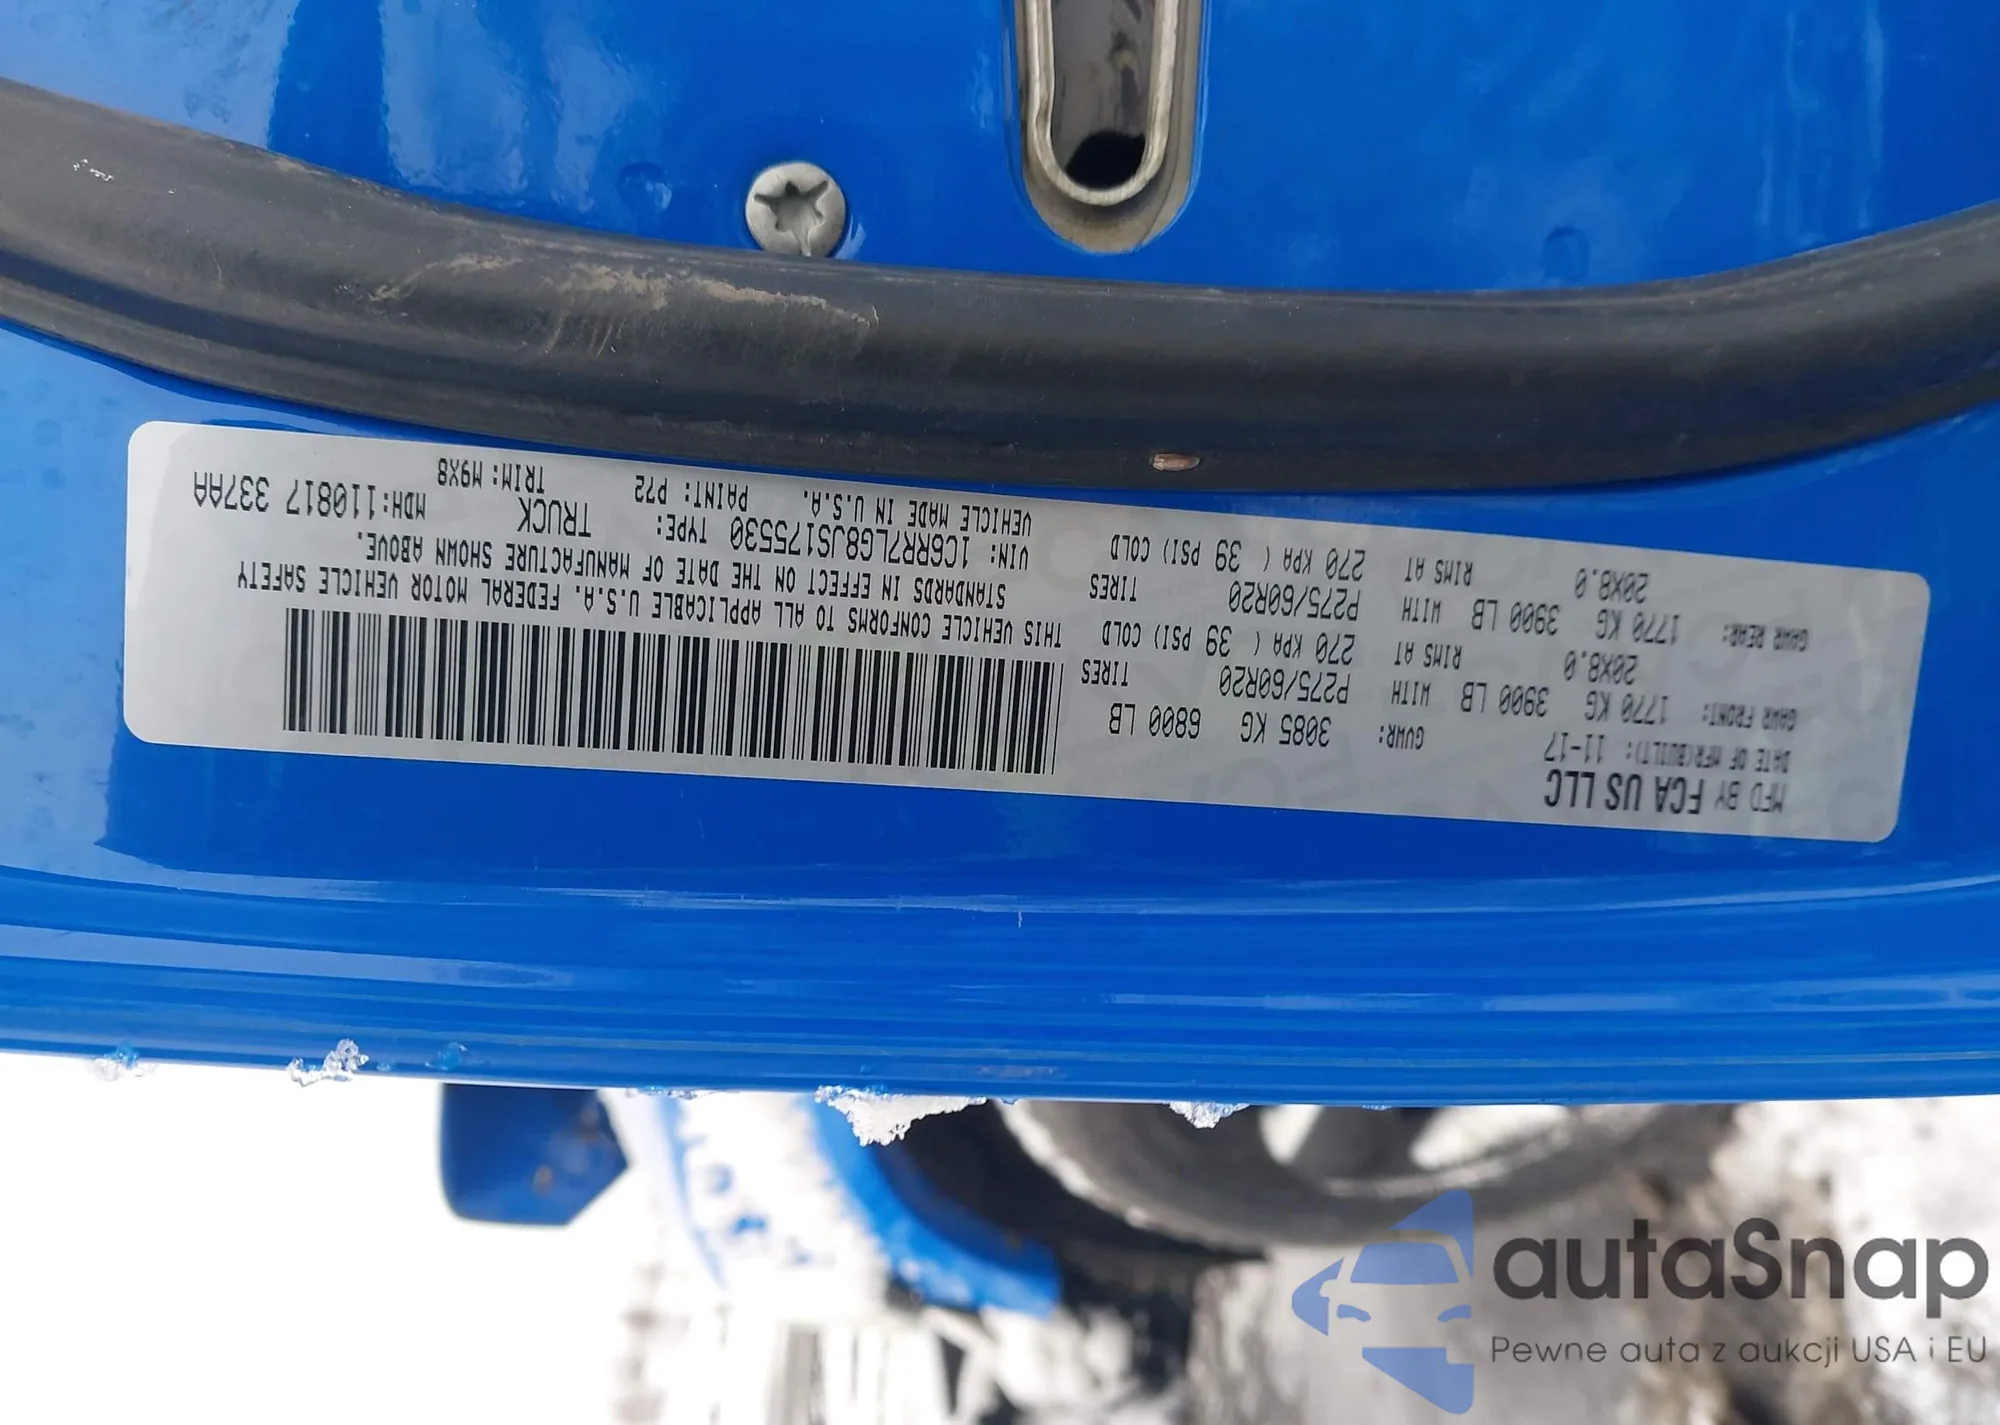 MFD BY FCA US LLC
DATE OF MFR(BUILT): 11-17
GVWR: 3085 KG 6800 LB
GAWR FRONT: 1770 KG 3900 LB WITH P275/60R20 TIRES
20X8.0 RIMS AT 270 KPA ( 39 PSI) COLD
GAWR REAR: 1770 KG 3900 LB WITH P275/60R20 TIRES
20X8.0 RIMS AT 270 KPA ( 39 PSI) COLD
THIS VEHICLE CONFORMS TO ALL APPLICABLE U.S.A. FEDERAL MOTOR VEHICLE SAFETY
STANDARDS IN EFFECT ON THE DATE OF MANUFACTURE SHOWN ABOVE.
VIN: 1C6RR7LG8JS175530 TYPE: TRUCK MDH:110817 337AA
VEHICLE MADE IN U.S.A. PAINT: P72 TRIM: M9X8
autaSnap
Pewne auta z aukcji USA i EU